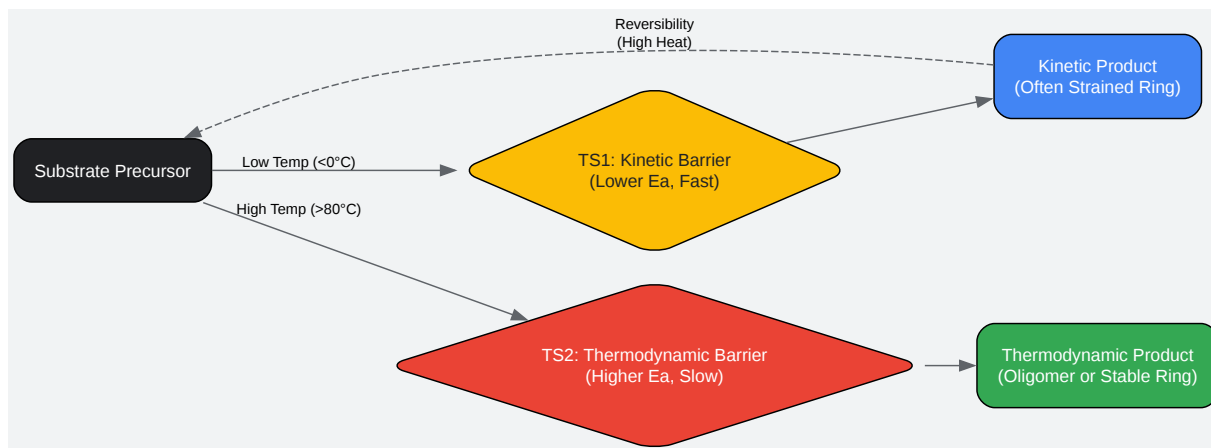 Reversibility
(High Heat)
Kinetic Product
(Often Strained Ring)
Substrate Precursor
Low Temp (<0°C)
TS1: Kinetic Barrier
(Lower Ea, Fast)
High Temp (>80°C)
TS2: Thermodynamic Barrier
(Higher Ea, Slow)
Thermodynamic Product
(Oligomer or Stable Ring)